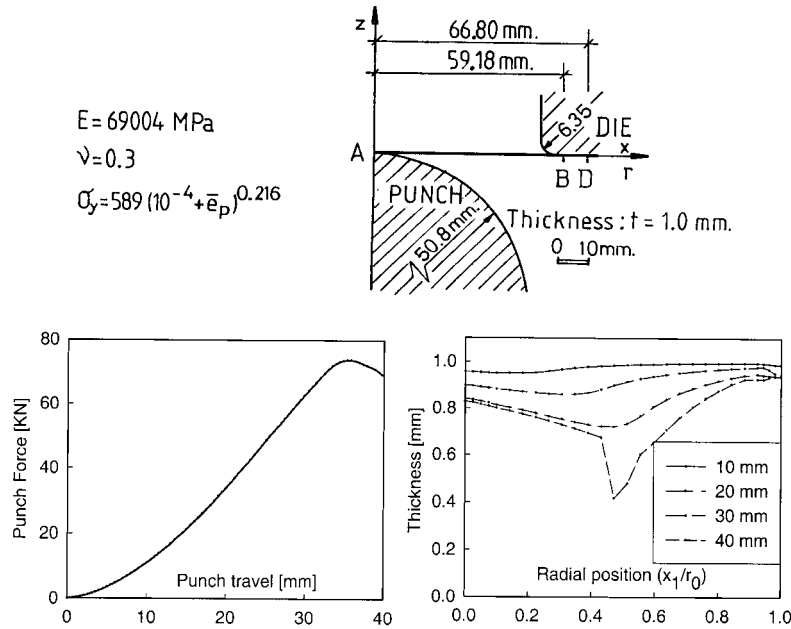 z
66.80 mm.
59.18 mm.
E = 69004 MPa
ν = 0.3
σy = 589 (10^-4 + ēp)^0.216
6.35
DIE
A
x
r
B D
PUNCH
50.8 mm.
Thickness : t = 1.0 mm.
0 10mm.
80
60
40
20
0
Punch Force [KN]
Punch travel [mm]
0 10 20 30 40
1.0
0.8
0.6
0.4
0.2
0.0
Thickness [mm]
10 mm
20 mm
30 mm
40 mm
Radial position (x1/r0)
0.0 0.2 0.4 0.6 0.8 1.0